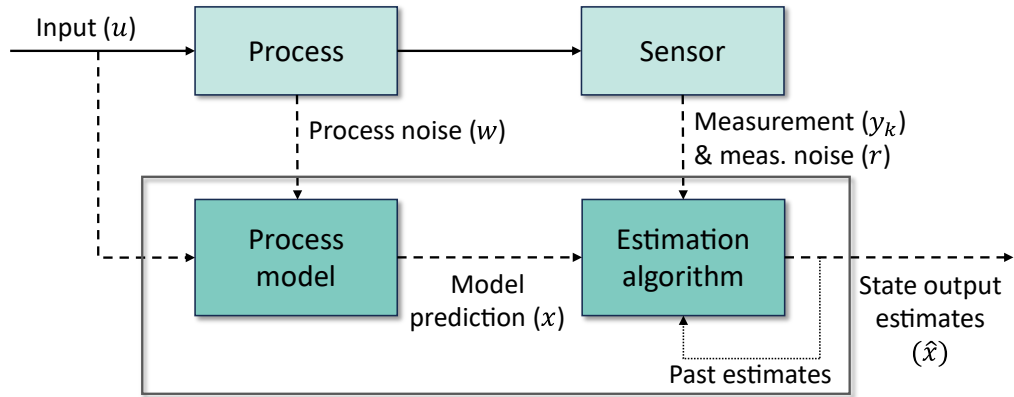 Input (u)
Process
Sensor
Process noise (w)
Measurement (yₖ)
& meas. noise (r)
Process
model
Estimation
algorithm
Model
prediction (x)
State output
estimates
(x̂)
Past estimates